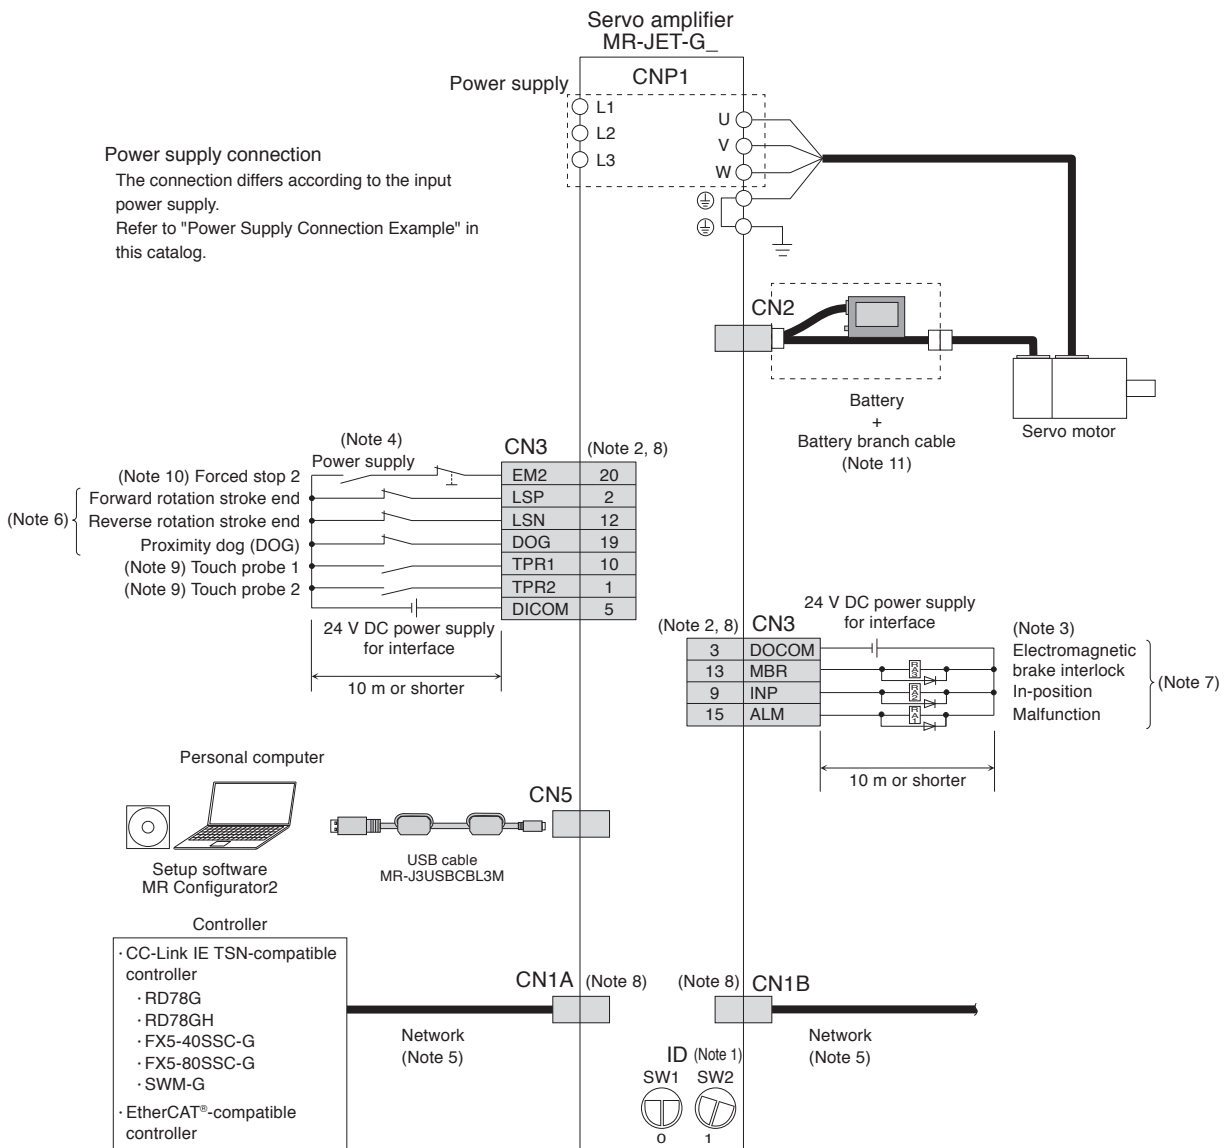 Servo amplifier
MR-JET-G_
CNP1
Power supply
L1
L2
L3
U
V
W
Power supply connection
The connection differs according to the input
power supply.
Refer to "Power Supply Connection Example" in
this catalog.
CN2
Battery
+
Battery branch cable
(Note 11)
Servo motor
(Note 4)
Power supply
CN3
(Note 2, 8)
(Note 10) Forced stop 2
EM2 20
Forward rotation stroke end
LSP 2
(Note 6)
Reverse rotation stroke end
LSN 12
Proximity dog (DOG)
DOG 19
(Note 9) Touch probe 1
TPR1 10
(Note 9) Touch probe 2
TPR2 1
DICOM 5
24 V DC power supply
for interface
10 m or shorter
24 V DC power supply
for interface
(Note 2, 8) CN3
3 DOCOM
13 MBR
9 INP
15 ALM
RA3
RA2
RA1
(Note 3)
Electromagnetic
brake interlock
In-position
Malfunction
(Note 7)
10 m or shorter
Personal computer
Setup software
MR Configurator2
CN5
USB cable
MR-J3USBCBL3M
Controller
·CC-Link IE TSN-compatible
controller
·RD78G
·RD78GH
·FX5-40SSC-G
·FX5-80SSC-G
·SWM-G
·EtherCAT®-compatible
controller
CN1A (Note 8)
Network
(Note 5)
(Note 8) CN1B
Network
(Note 5)
ID (Note 1)
SW1 SW2
0 1